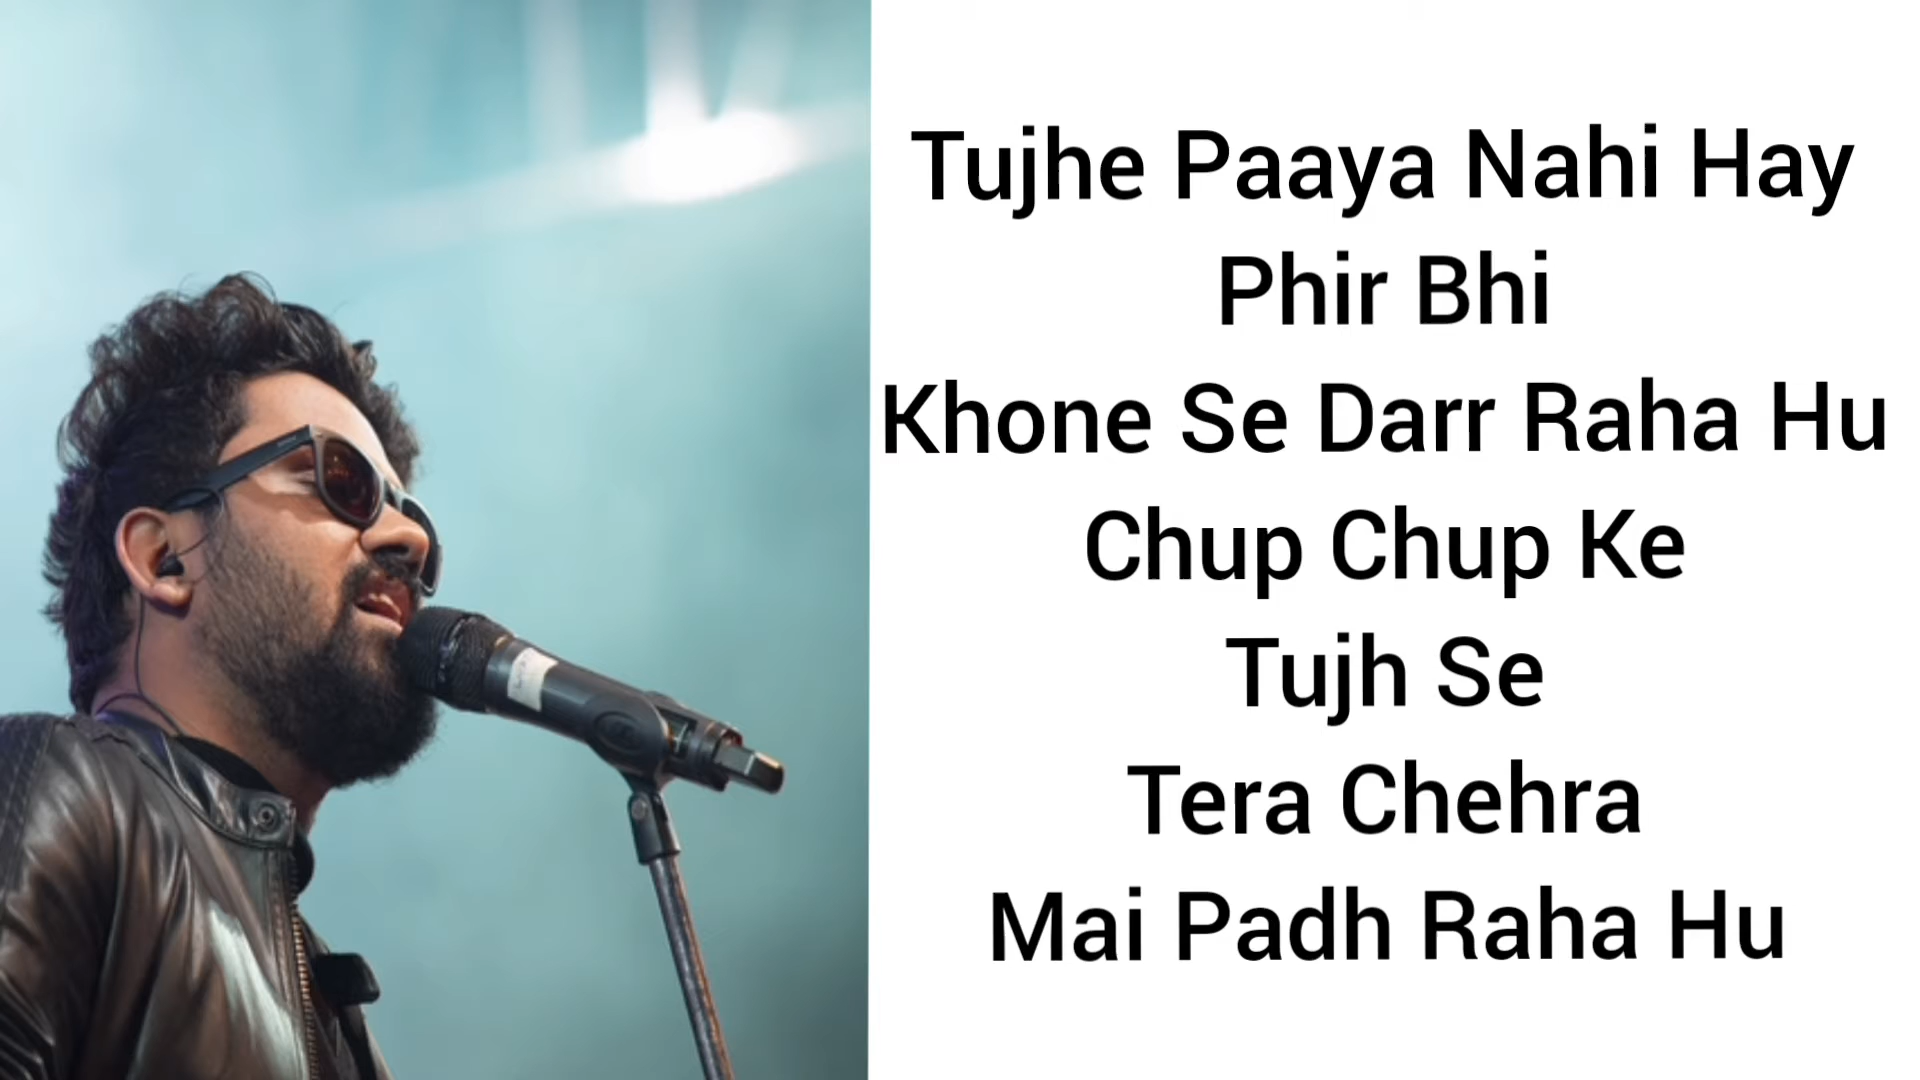 Tujhe Paaya Nahi Hay
Phir Bhi
Khone Se Darr Raha Hu
Chup Chup Ke
Tujh Se
Tera Chehra
Mai Padh Raha Hu